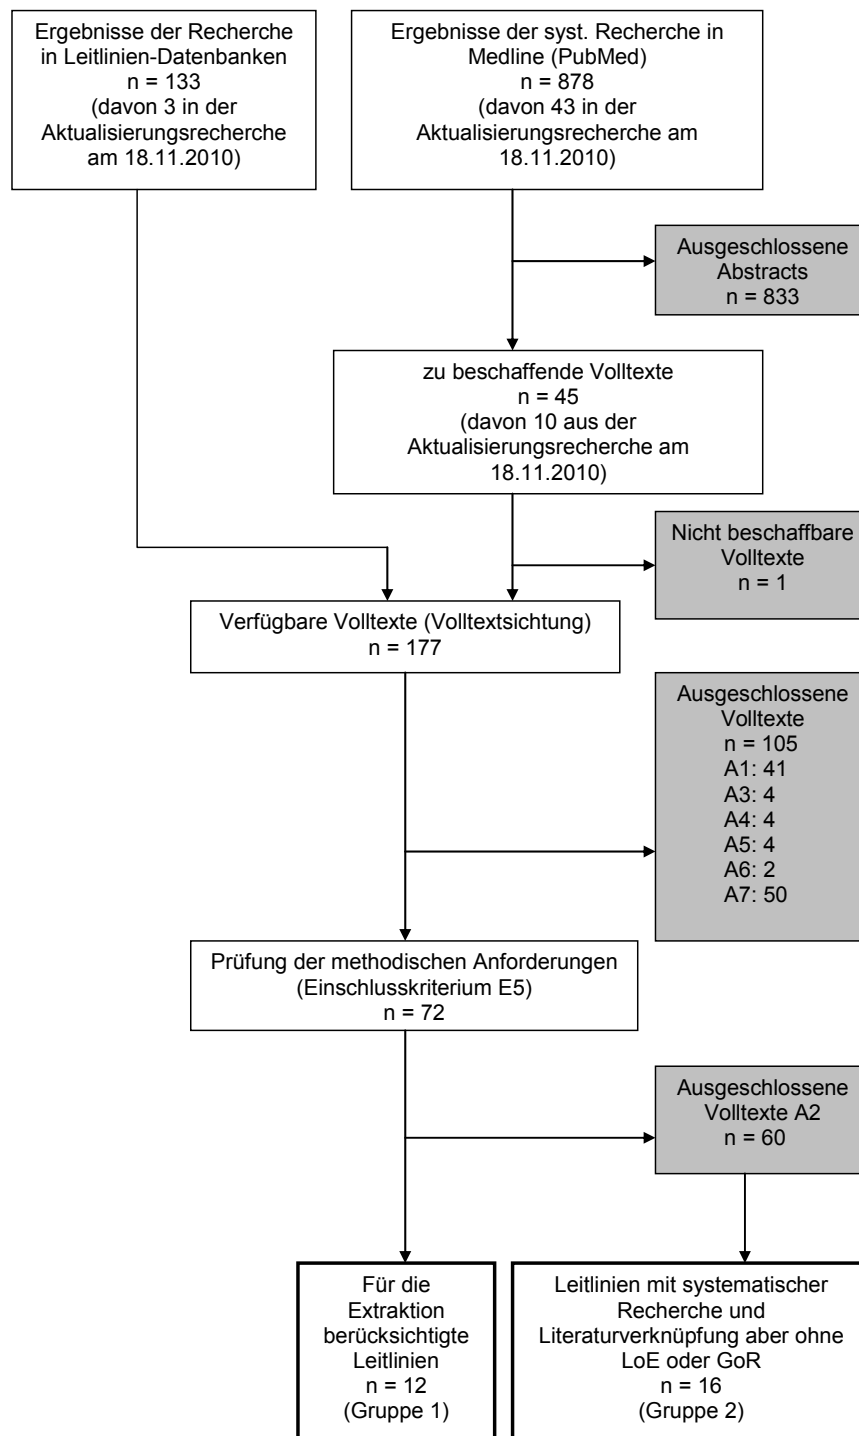 Ergebnisse der Recherche
in Leitlinien-Datenbanken
n = 133
(davon 3 in der
Aktualisierungsrecherche
am 18.11.2010)
Ergebnisse der syst. Recherche in
Medline (PubMed)
n = 878
(davon 43 in der
Aktualisierungsrecherche am
18.11.2010)
Ausgeschlossene
Abstracts
n = 833
zu beschaffende Volltexte
n = 45
(davon 10 aus der
Aktualisierungsrecherche am
18.11.2010)
Nicht beschaffbare
Volltexte
n = 1
Verfügbare Volltexte (Volltextsichtung)
n = 177
Ausgeschlossene
Volltexte
n = 105
A1: 41
A3: 4
A4: 4
A5: 4
A6: 2
A7: 50
Prüfung der methodischen Anforderungen
(Einschlusskriterium E5)
n = 72
Ausgeschlossene
Volltexte A2
n = 60
Für die
Extraktion
berücksichtigte
Leitlinien
n = 12
(Gruppe 1)
Leitlinien mit systematischer
Recherche und
Literaturverknüpfung aber ohne
LoE oder GoR
n = 16
(Gruppe 2)